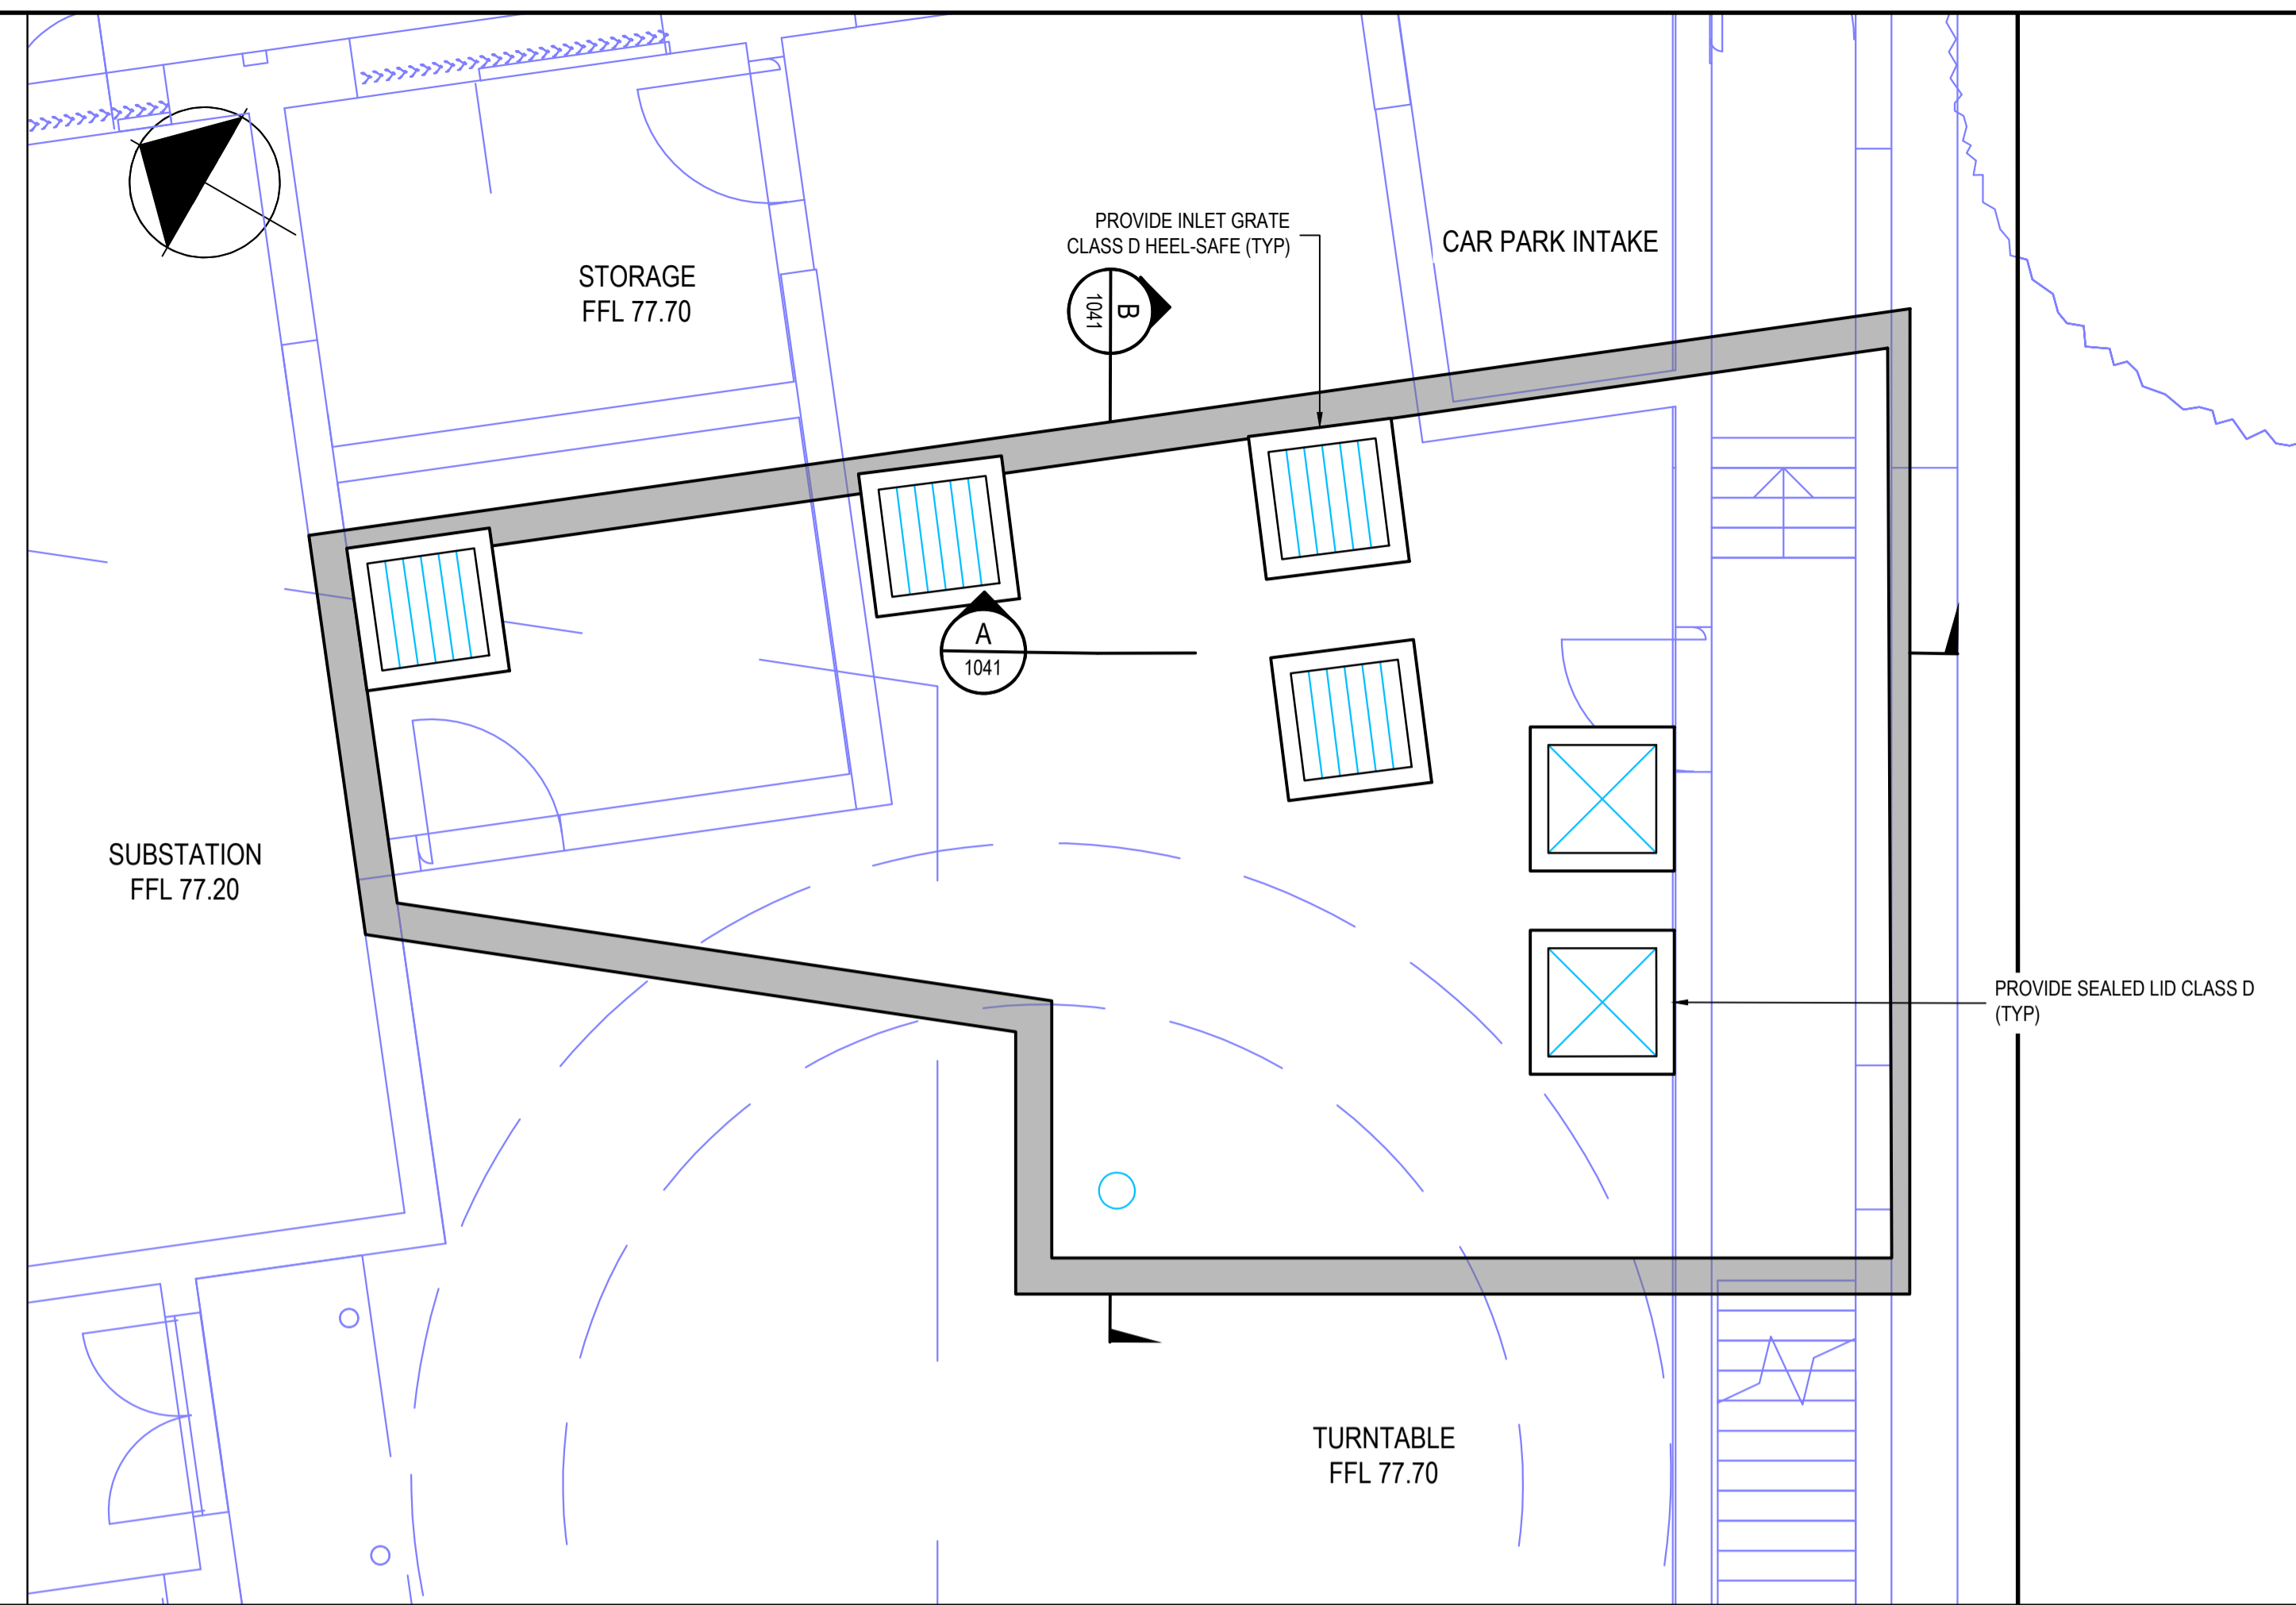 PROVIDE INLET GRATE
CLASS D HEEL-SAFE (TYP)
CAR PARK INTAKE
STORAGE
FFL 77.70
B
1041
A
1041
SUBSTATION
FFL 77.20
PROVIDE SEALED LID CLASS D
(TYP)
TURNTABLE
FFL 77.70